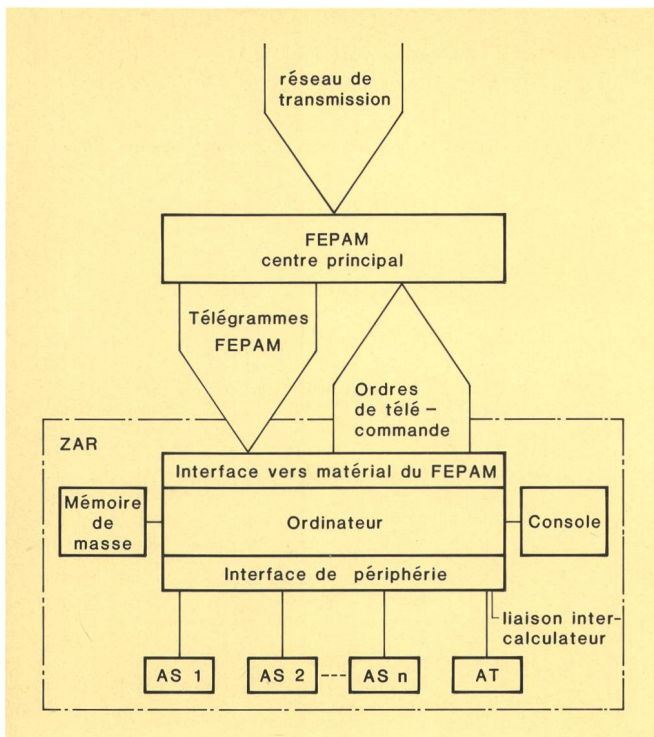 réseau de
transmission
FEPAM
centre principal
Télégrammes
FEPAM
Ordres
de télé-
commande
ZAR
Interface vers matérial du FEPAM
Mémoire
de
masse
Ordinateur
Console
Interface de périphérie
liaison inter-
calculateur
AS 1
AS 2
AS n
AT